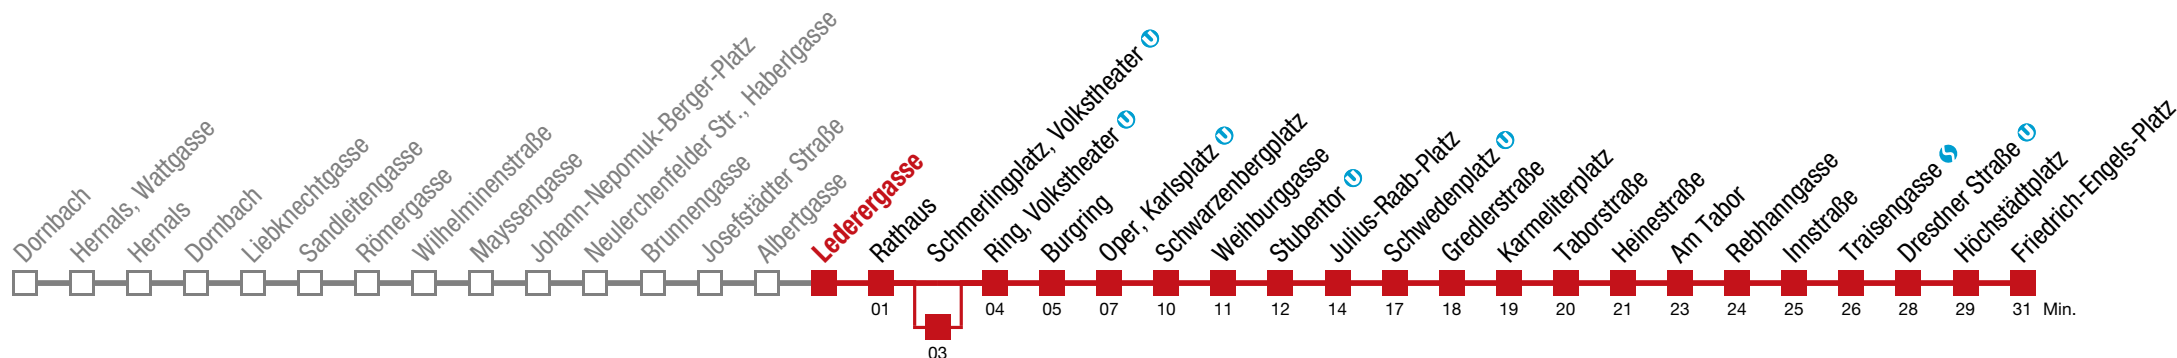 Dornbach
Hernals, Wattgasse
Hernals
Dornbach
Liebknechtgasse
Sandleitengasse
Römergasse
Wilhelminenstraße
Mayssengasse
Johann-Nepomuk-Berger-Platz
Neulerchenfelder Str., Haberlgasse
Brunnengasse
Josefstädter Straße
Albertgasse
Lederergasse
Rathaus
Schmerlingplatz, Volkstheater U
Ring, Volkstheater U
Burgring
Oper, Karlsplatz U
Schwarzenbergplatz
Weihburggasse
Stubentor U
Julius-Raab-Platz
Schwedenplatz U
Gredlerstraße
Karmeliterplatz
Taborstraße
Heinestraße
Am Tabor
Rebhanngasse
Innstraße
Traisengasse S
Dresdner Straße U
Höchstädtplatz
Friedrich-Engels-Platz
01 04 05 07 10 11 12 14 17 18 19 20 21 23 24 25 26 28 29 31 Min.
03